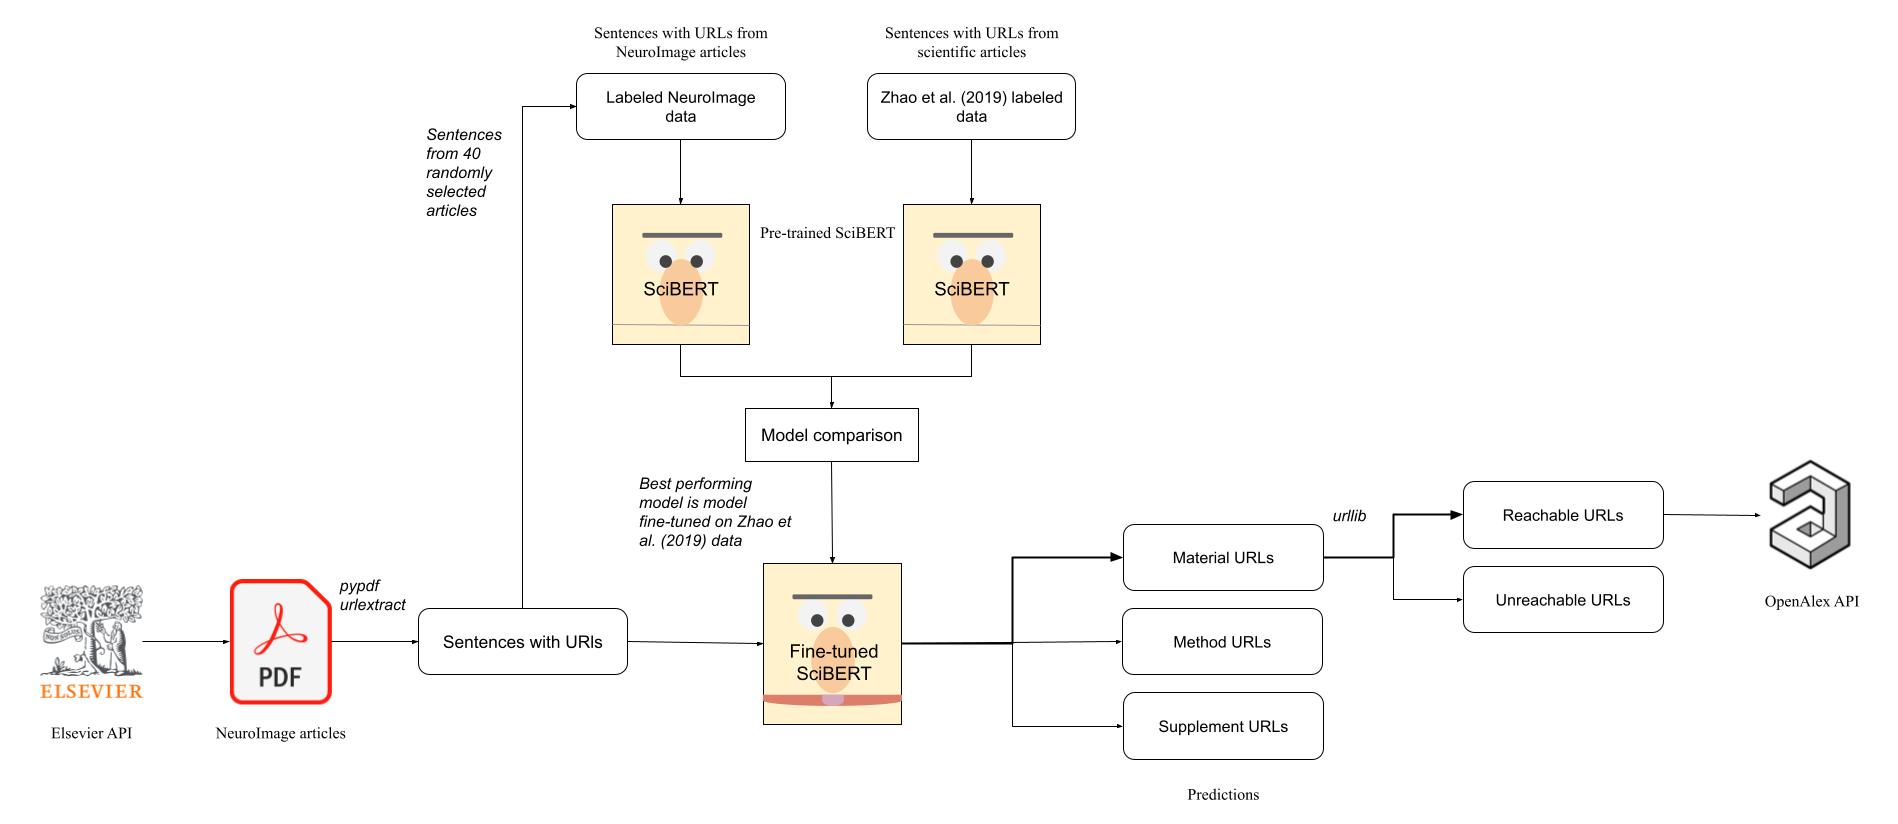 Sentences with URLs from
NeuroImage articles
Sentences with URLs from
scientific articles
Labeled NeuroImage
data
Zhao et al. (2019) labeled
data
Sentences
from 40
randomly
selected
articles
Pre-trained SciBERT
SciBERT
SciBERT
Model comparison
Best performing
model is model
fine-tuned on Zhao et
al. (2019) data
pypdf
urlextract
NON SOLUS
ELSEVIER
Elsevier API
PDF
NeuroImage articles
Sentences with URls
Fine-tuned
SciBERT
Material URLs
Method URLs
Supplement URLs
Predictions
urllib
Reachable URLs
Unreachable URLs
OpenAlex API